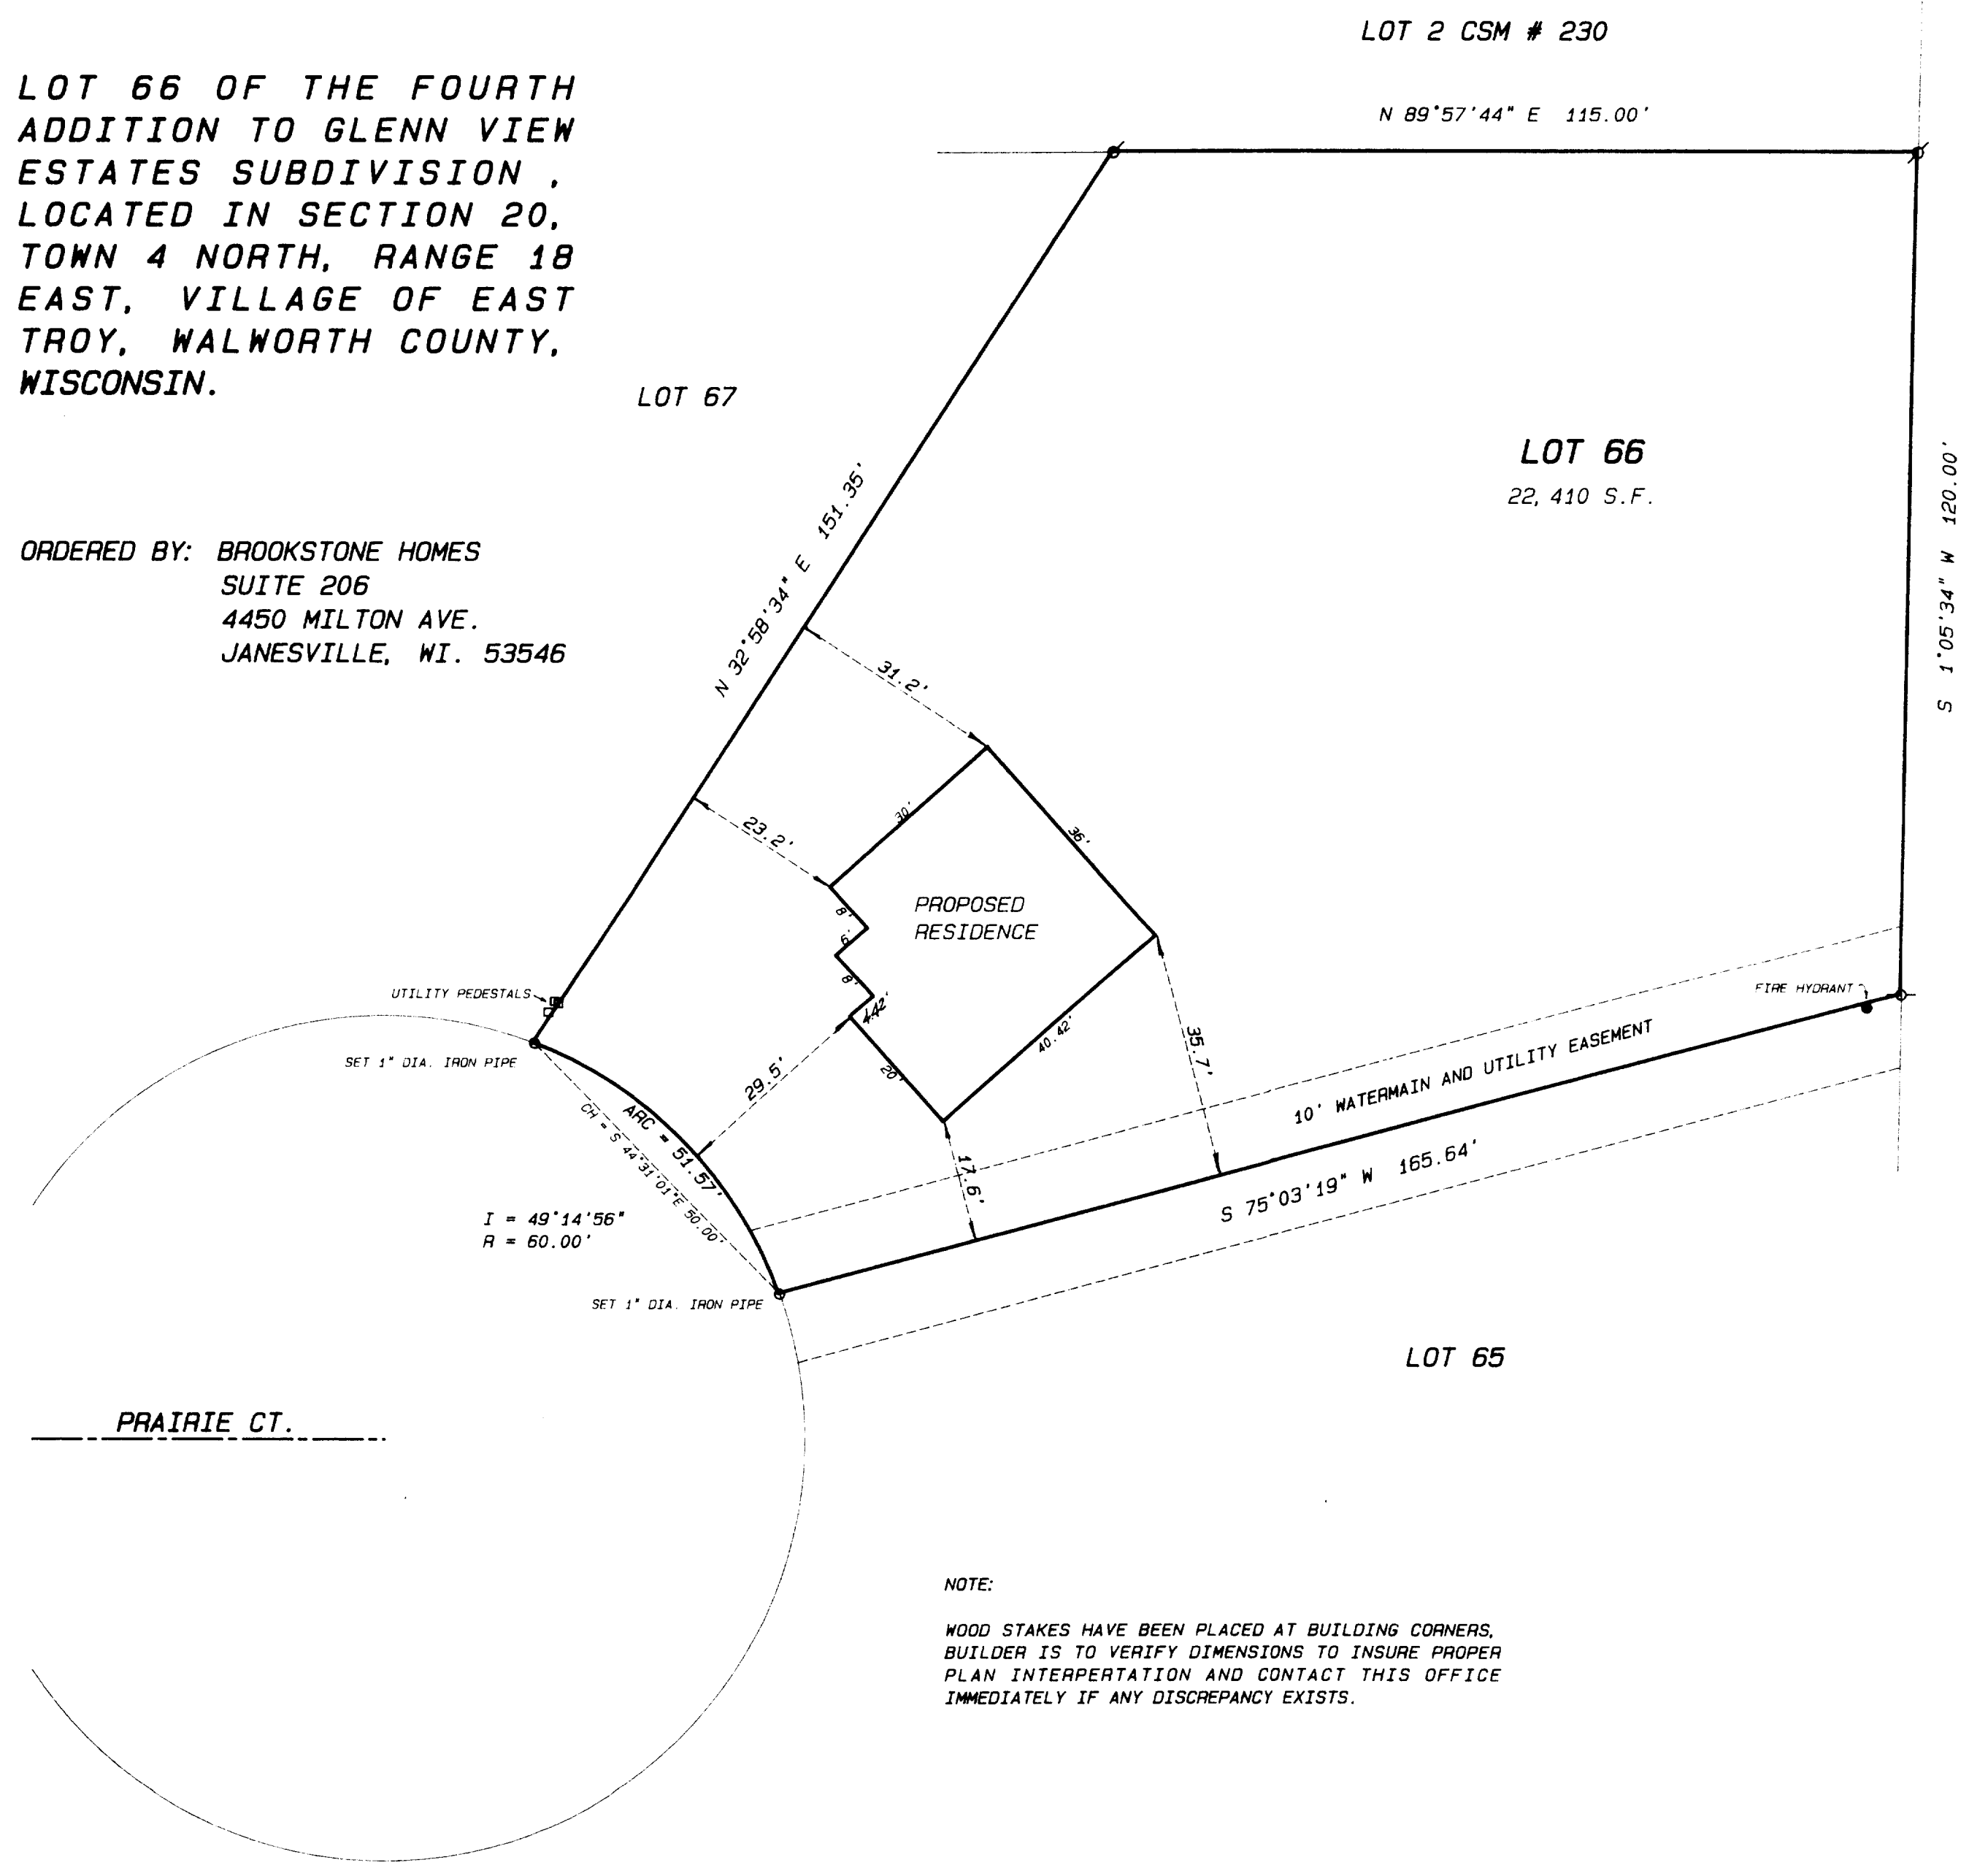 LOT 2 CSM # 230
N 89°57'44" E 115.00'
LOT 66 OF THE FOURTH
ADDITION TO GLENN VIEW
ESTATES SUBDIVISION ,
LOCATED IN SECTION 20,
TOWN 4 NORTH, RANGE 18
EAST, VILLAGE OF EAST
TROY, WALWORTH COUNTY,
WISCONSIN.
LOT 67
LOT 66
22,410 S.F.
S 1°05'34" W 120.00'
N 32°58'34" E 151.35'
ORDERED BY: BROOKSTONE HOMES
SUITE 206
4450 MILTON AVE.
JANESVILLE, WI. 53546
31.2'
23.2'
30'
36'
PROPOSED
RESIDENCE
8'
6'
8'
4.42'
20'
40.42'
35.7'
29.5'
17.6'
UTILITY PEDESTALS
FIRE HYDRANT
SET 1" DIA. IRON PIPE
10' WATERMAIN AND UTILITY EASEMENT
ARC = 51.57'
CH = S 44°31'01"E 50.00'
S 75°03'19" W 165.64'
I = 49°14'56"
R = 60.00'
SET 1" DIA. IRON PIPE
LOT 65
PRAIRIE CT.
NOTE:
WOOD STAKES HAVE BEEN PLACED AT BUILDING CORNERS,
BUILDER IS TO VERIFY DIMENSIONS TO INSURE PROPER
PLAN INTERPERTATION AND CONTACT THIS OFFICE
IMMEDIATELY IF ANY DISCREPANCY EXISTS.